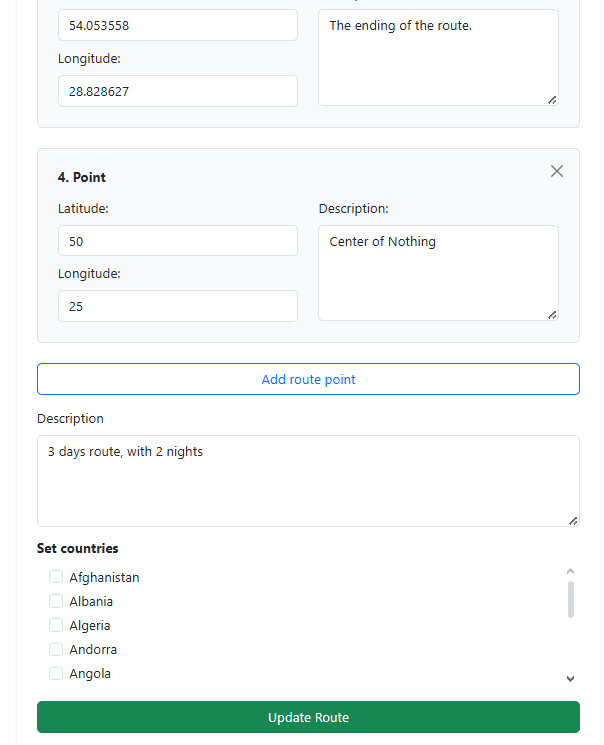 54.053558
The ending of the route.
Longitude:
28.828627
4. Point
Latitude:
Description:
50
Center of Nothing
Longitude:
25
Add route point
Description
3 days route, with 2 nights
Set countries
Afghanistan
Albania
Algeria
Andorra
Angola
Update Route